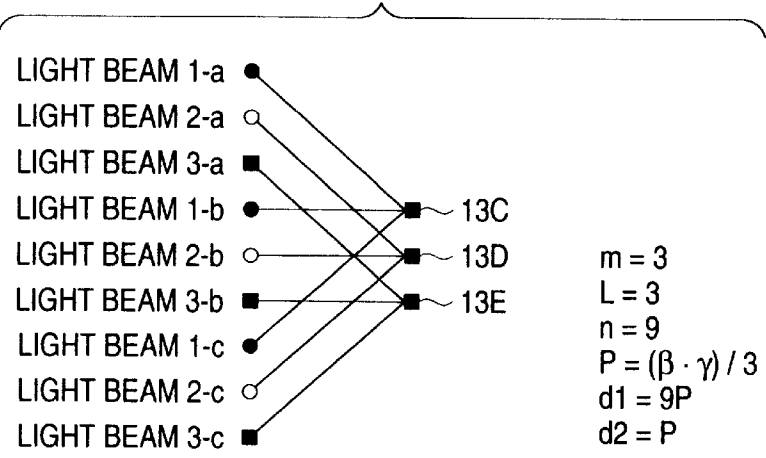 LIGHT BEAM 1-a
LIGHT BEAM 2-a
LIGHT BEAM 3-a
LIGHT BEAM 1-b
LIGHT BEAM 2-b
LIGHT BEAM 3-b
LIGHT BEAM 1-c
LIGHT BEAM 2-c
LIGHT BEAM 3-c
13C
13D
13E
m = 3
L = 3
n = 9
P = (β · γ) / 3
d1 = 9P
d2 = P